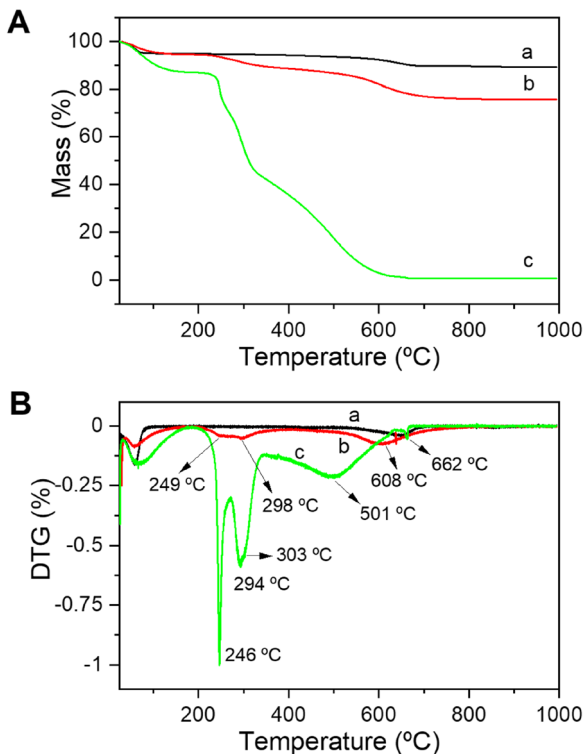 A
100
80
60
40
20
0
Mass (%)
a
b
c
200
400
600
800
1000
Temperature (ºC)
B
0
-0.25
-0.5
-0.75
-1
DTG (%)
a
b
c
249 ºC
298 ºC
608 ºC
662 ºC
501 ºC
303 ºC
294 ºC
246 ºC
200
400
600
800
1000
Temperature (ºC)